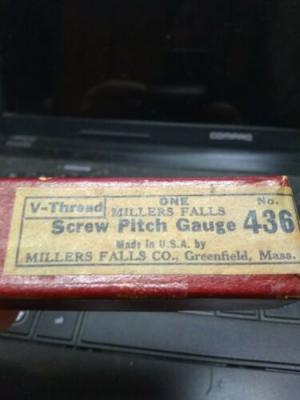 COMPAQ
V-Thread
ONE
MILLERS FALLS
Screw Pitch Gauge
No.
436
Made in U.S.A. by
MILLERS FALLS CO., Greenfield, Mass.